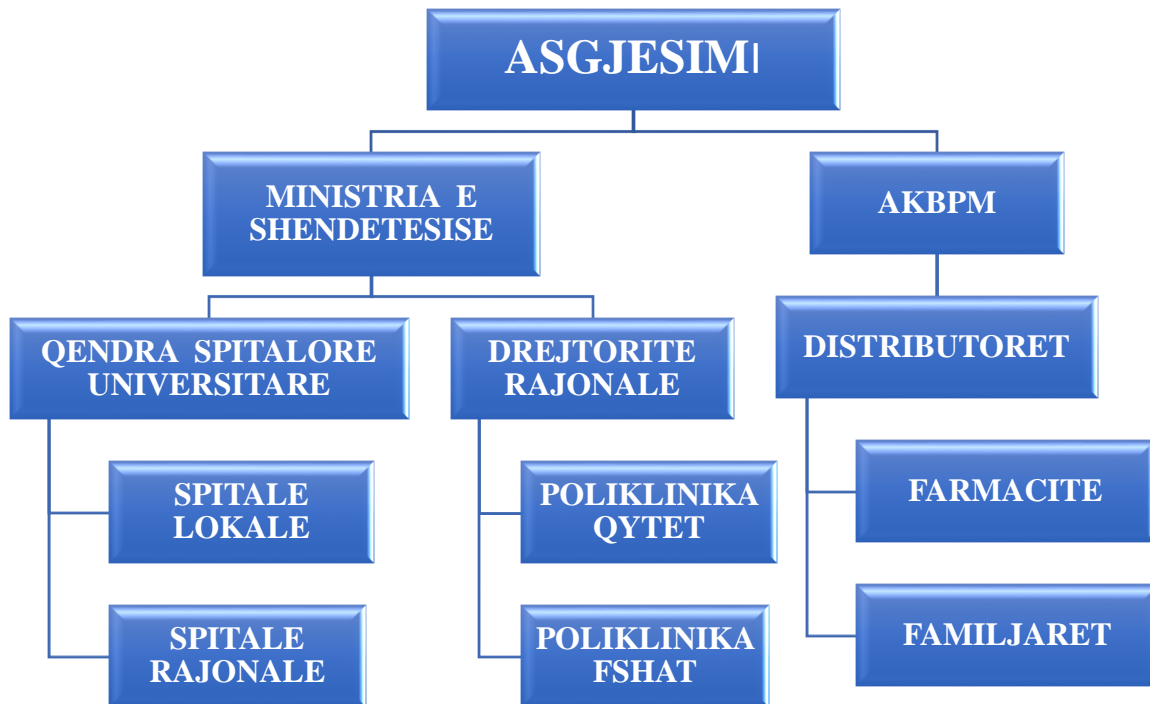 ASGJESIMI
MINISTRIA E
SHENDETESISE
AKBPM
QENDRA SPITALORE
UNIVERSITARE
DREJTORITE
RAJONALE
DISTRIBUTORET
SPITALE
LOKALE
POLIKLINIKA
QYTET
FARMACITE
SPITALE
RAJONALE
POLIKLINIKA
FSHAT
FAMILJARET